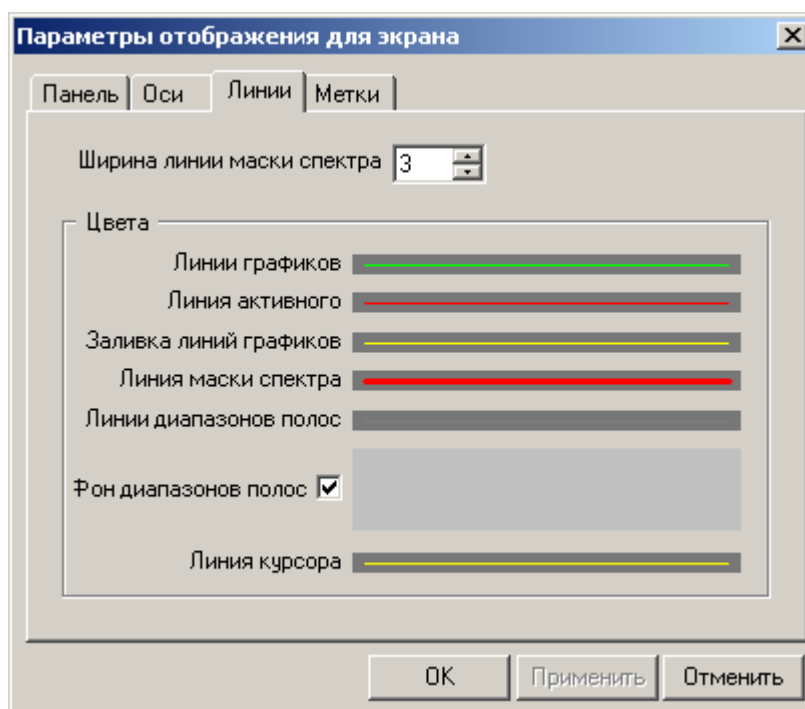 Параметры отображения для экрана
Панель Оси Линии Метки
Ширина линии маски спектра 3
Цвета
Линии графиков
Линия активного
Заливка линий графиков
Линия маски спектра
Линии диапазонов полос
Фон диапазонов полос
Линия курсора
OK Применить Отменить